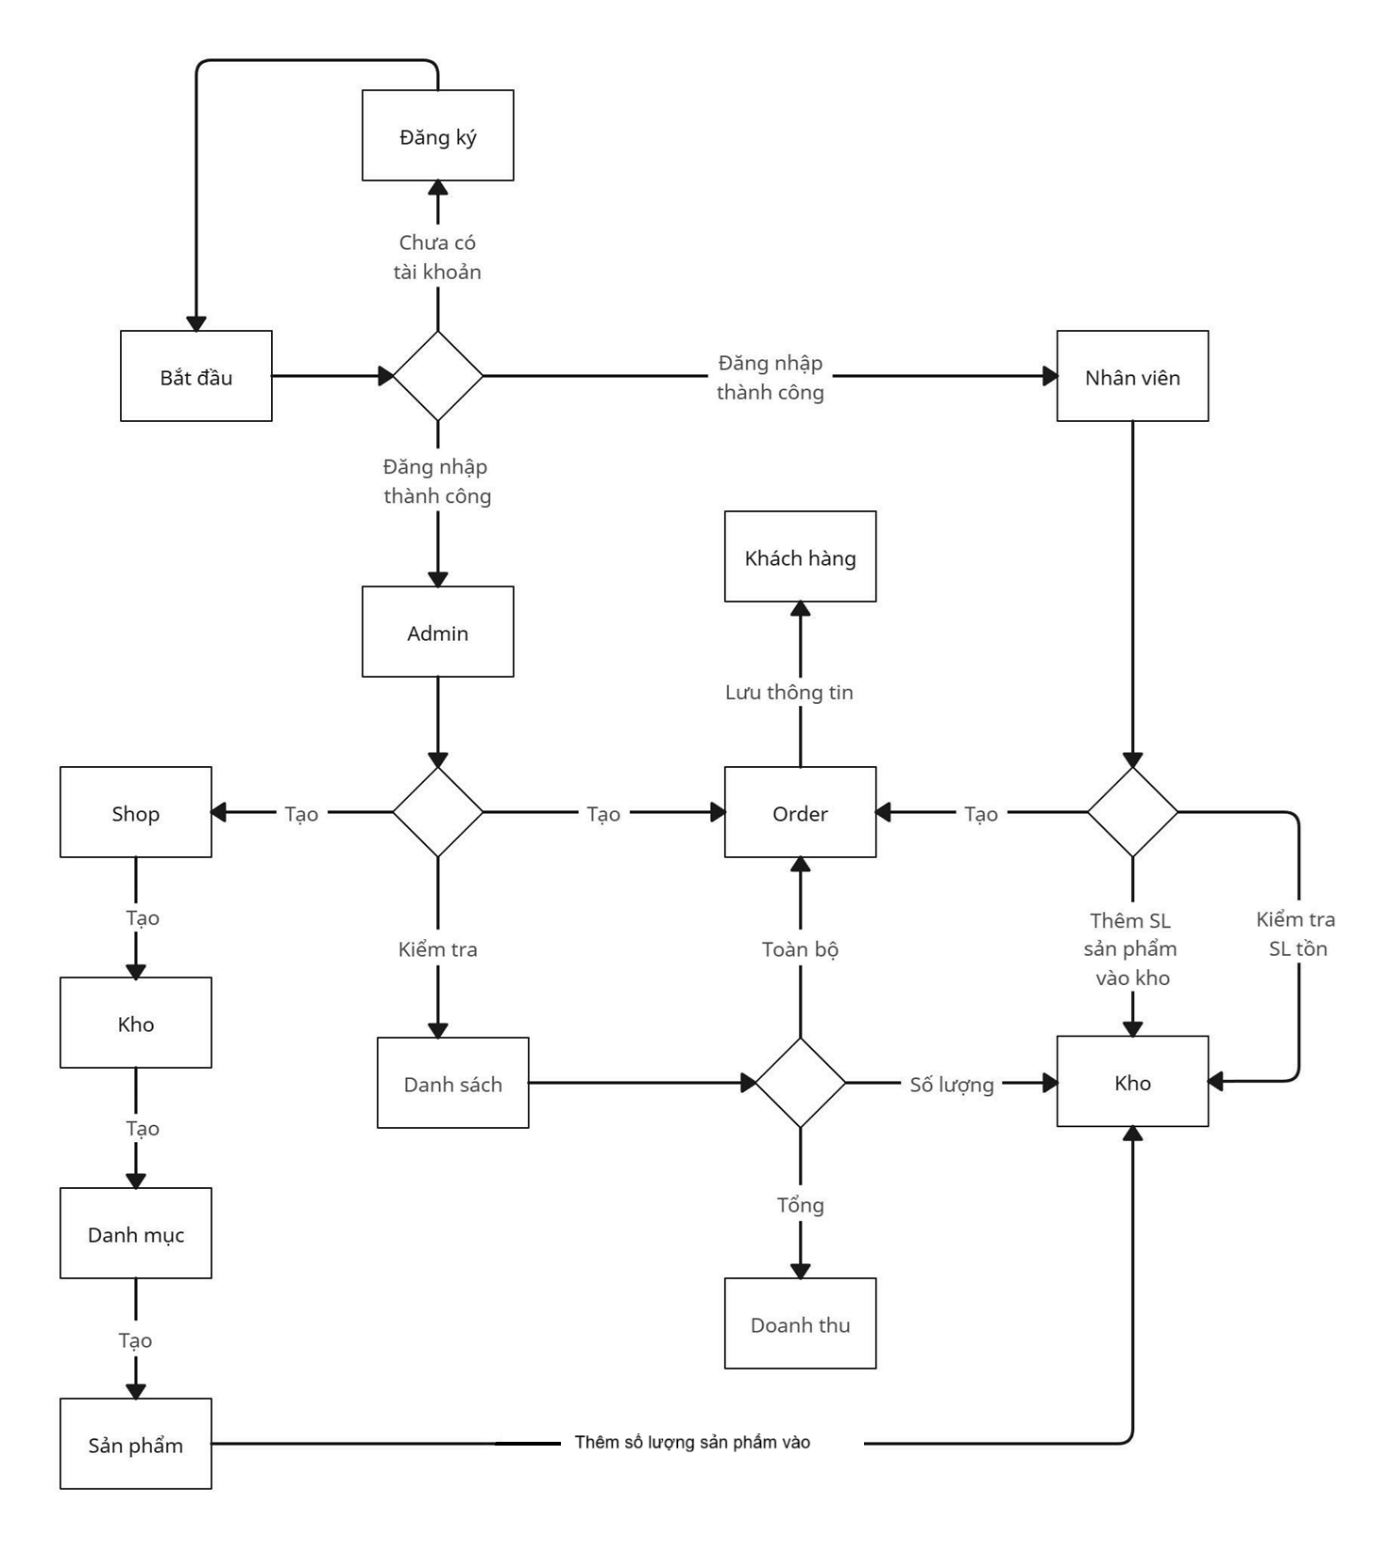 Đăng ký
Chưa có
tài khoản
Bắt đầu
Đăng nhập
thành công
Nhân viên
Đăng nhập
thành công
Khách hàng
Admin
Lưu thông tin
Shop
Tạo
Tạo
Order
Tạo
Tạo
Kiểm tra
Toàn bộ
Thêm SL
sản phẩm
vào kho
Kiểm tra
SL tồn
Kho
Danh sách
Số lượng
Kho
Tạo
Tổng
Danh mục
Doanh thu
Tạo
Sản phẩm
Thêm số lượng sản phẩm vào